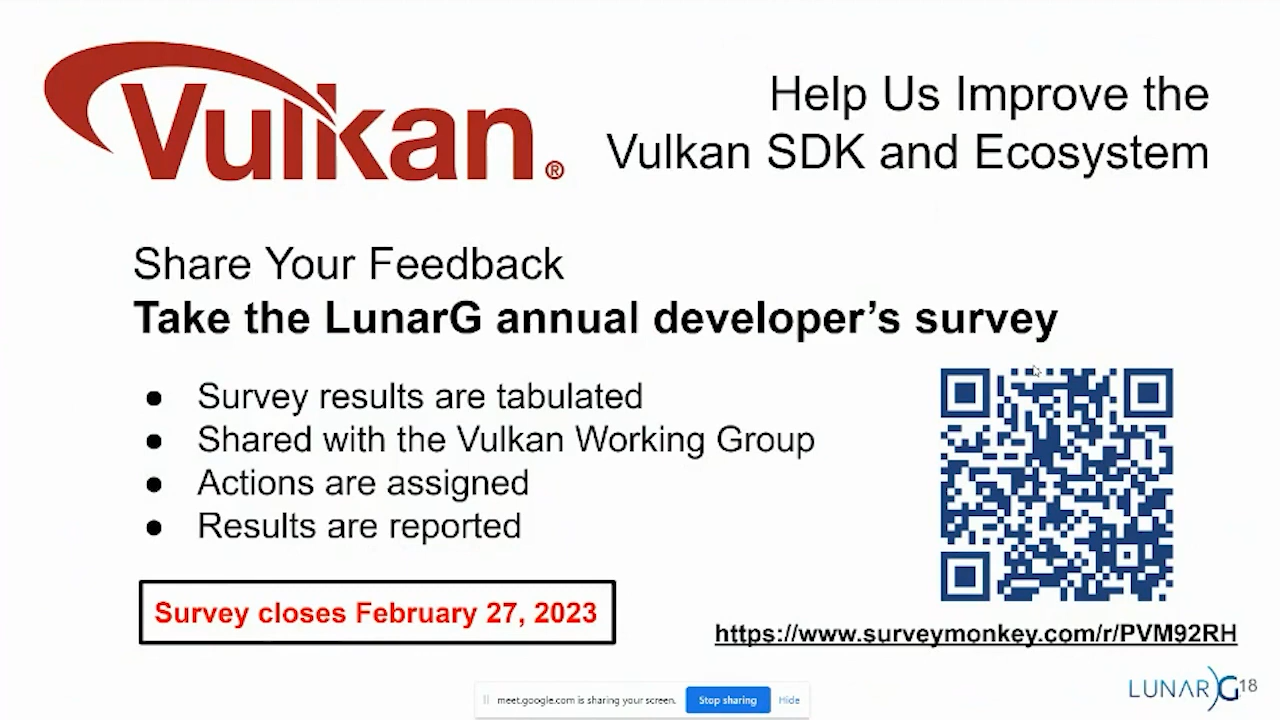 Vulkan®
Help Us Improve the
Vulkan SDK and Ecosystem
Share Your Feedback
Take the LunarG annual developer’s survey
● Survey results are tabulated
● Shared with the Vulkan Working Group
● Actions are assigned
● Results are reported
Survey closes February 27, 2023
https://www.surveymonkey.com/r/PVM92RH
LUNAR)G 18
meet.google.com is sharing your screen. Stop sharing Hide